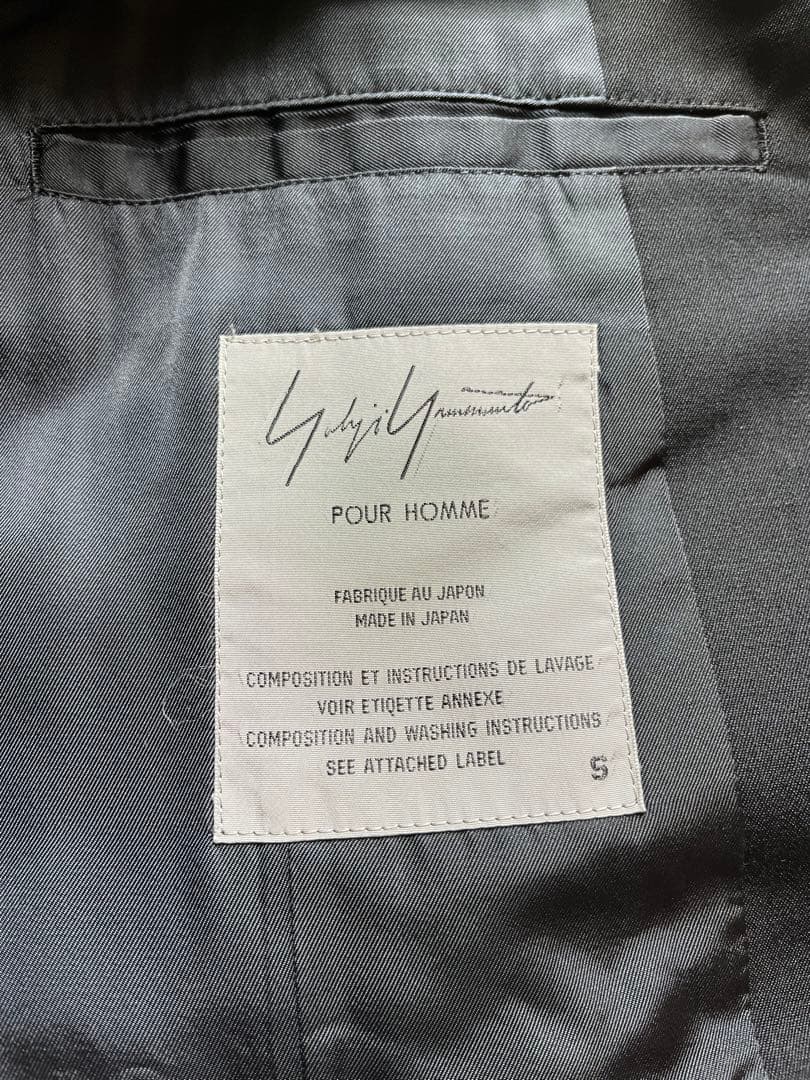 Yohji Yamamoto
POUR HOMME
FABRIQUE AU JAPON
MADE IN JAPAN
COMPOSITION ET INSTRUCTIONS DE LAVAGE
VOIR ETIQETTE ANNEXE
COMPOSITION AND WASHING INSTRUCTIONS
SEE ATTACHED LABEL
S